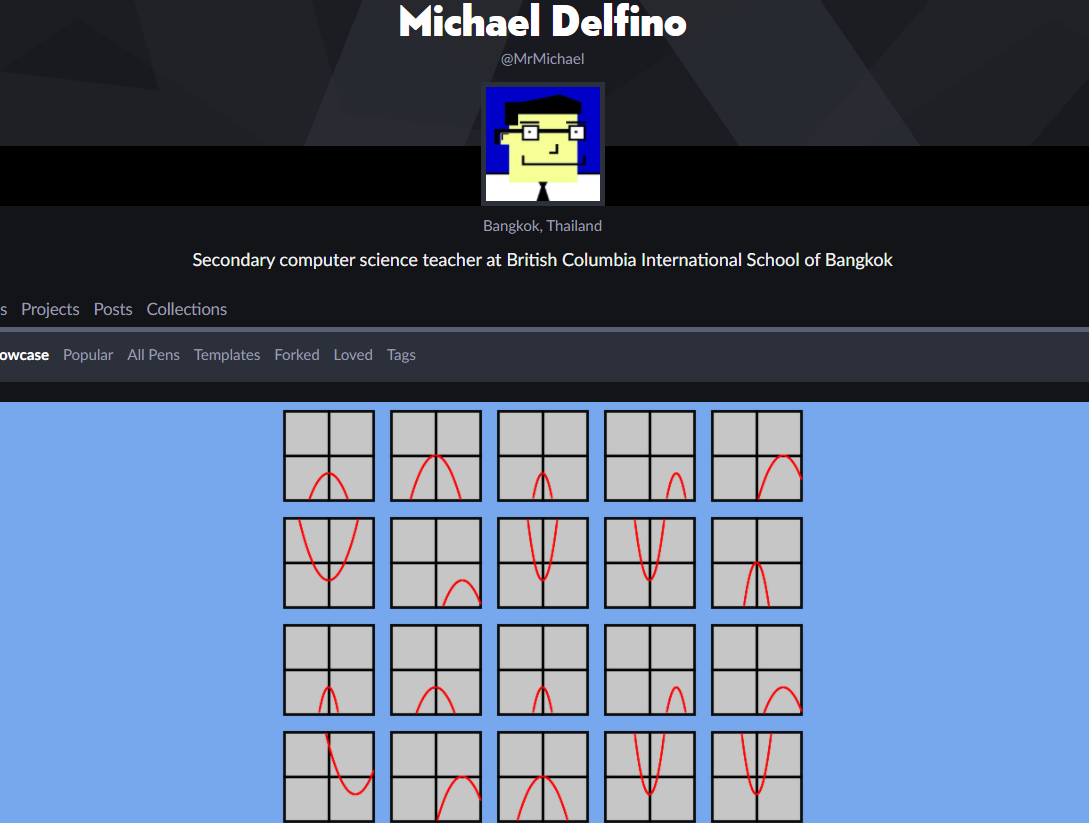 Michael Delfino
@MrMichael
Bangkok, Thailand
Secondary computer science teacher at British Columbia International School of Bangkok
s Projects Posts Collections
owcase Popular All Pens Templates Forked Loved Tags